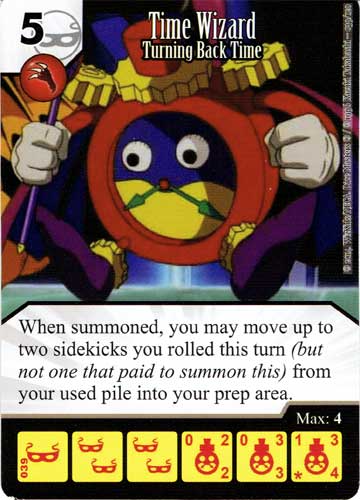 5
Time Wizard
Turning Back Time
When summoned, you may move up to
two sidekicks you rolled this turn (but
not one that paid to summon this) from
your used pile into your prep area.
Max: 4
039
0 2 2
0 3 3
1 3 * 4